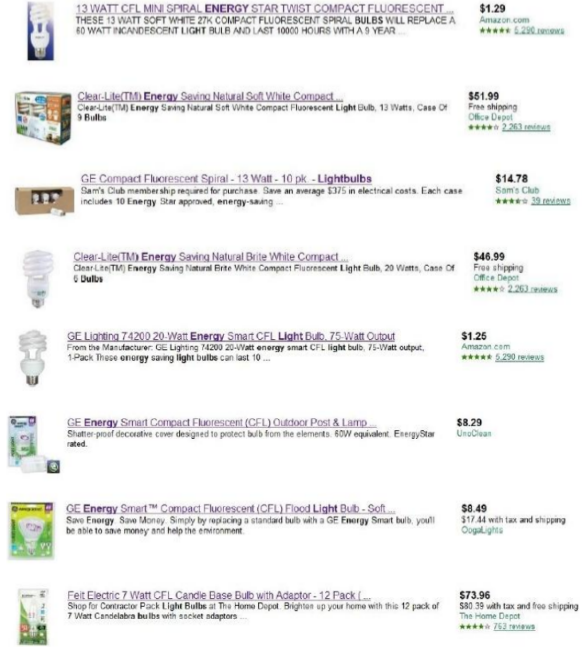 13 WATT CFL MINI SPIRAL ENERGY STAR TWIST COMPACT FLUORESCENT ...
THESE 13 WATT SOFT WHITE 27K COMPACT FLUORESCENT SPIRAL BULBS WILL REPLACE A
60 WATT INCANDESCENT LIGHT BULB AND LAST 10000 HOURS WITH A 9 YEAR ...
$1.29
Amazon.com
5,290 reviews
Clear-Lite(TM) Energy Saving Natural Soft White Compact ...
Clear-Lite(TM) Energy Saving Natural Soft White Compact Fluorescent Light Bulb, 13 Watts, Case Of
9 Bulbs
$51.99
Free shipping
Office Depot
2,263 reviews
GE Compact Fluorescent Spiral - 13 Watt - 10 pk. - Lightbulbs
Sam's Club membership required for purchase. Save an average $375 in electrical costs. Each case
includes 10 Energy Star approved, energy-saving ...
$14.78
Sam's Club
39 reviews
Clear-Lite(TM) Energy Saving Natural Brite White Compact ...
Clear-Lite(TM) Energy Saving Natural Brite White Compact Fluorescent Light Bulb, 20 Watts, Case Of
6 Bulbs
$46.99
Free shipping
Office Depot
2,263 reviews
GE Lighting 74200 20-Watt Energy Smart CFL Light Bulb, 75-Watt Output
From the Manufacturer: GE Lighting 74200 20-Watt energy smart CFL light bulb, 75-Watt output,
1-Pack These energy saving light bulbs can last 10 ...
$1.25
Amazon.com
5,290 reviews
GE Energy Smart Compact Fluorescent (CFL) Outdoor Post & Lamp ...
Shatter-proof decorative cover designed to protect bulb from the elements. 60W equivalent. EnergyStar
rated.
$8.29
UnoClean
GE Energy Smart™ Compact Fluorescent (CFL) Flood Light Bulb - Soft ...
Save Energy. Save Money. Simply by replacing a standard bulb with a GE Energy Smart bulb, you'll
be able to save money and help the environment.
$8.49
$17.44 with tax and shipping
OogaLights
Feit Electric 7 Watt CFL Candle Base Bulb with Adaptor - 12 Pack ( ...
Shop for Contractor Pack Light Bulbs at The Home Depot. Brighten up your home with this 12 pack of
7 Watt Candelabra bulbs with socket adaptors ...
$73.96
$80.39 with tax and free shipping
The Home Depot
763 reviews